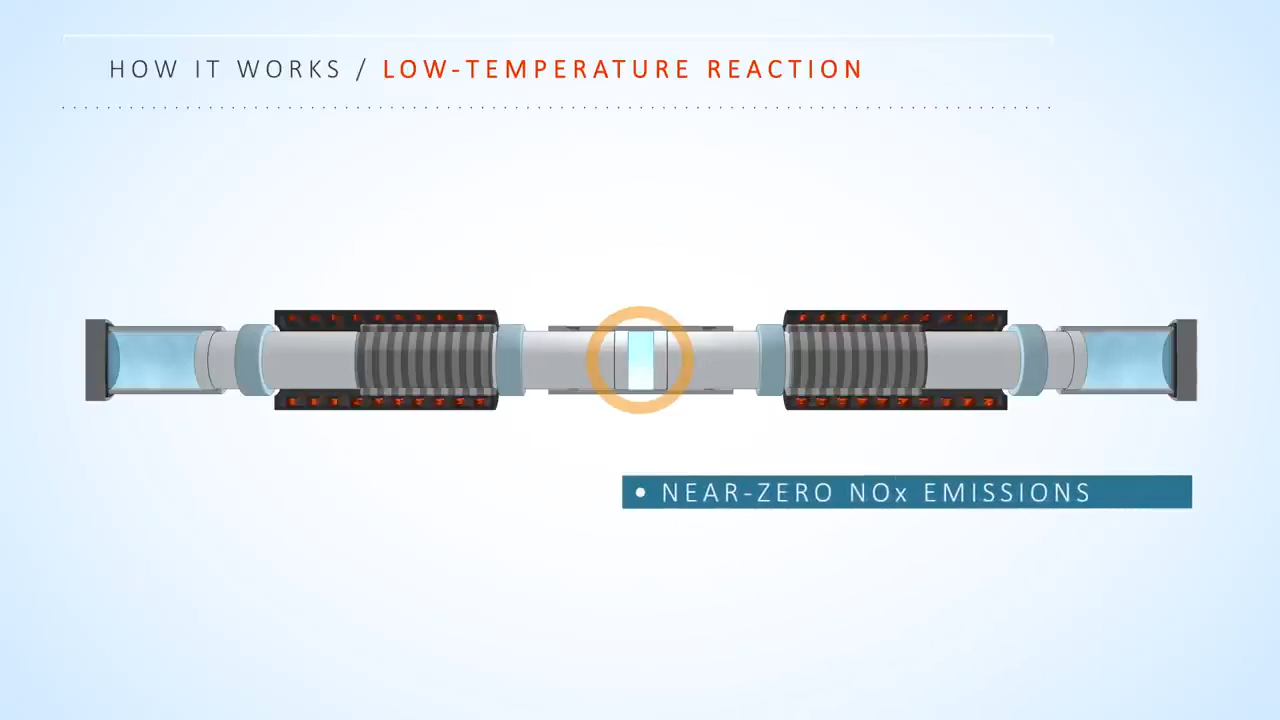 HOW IT WORKS / LOW-TEMPERATURE REACTION
• NEAR-ZERO NOx EMISSIONS